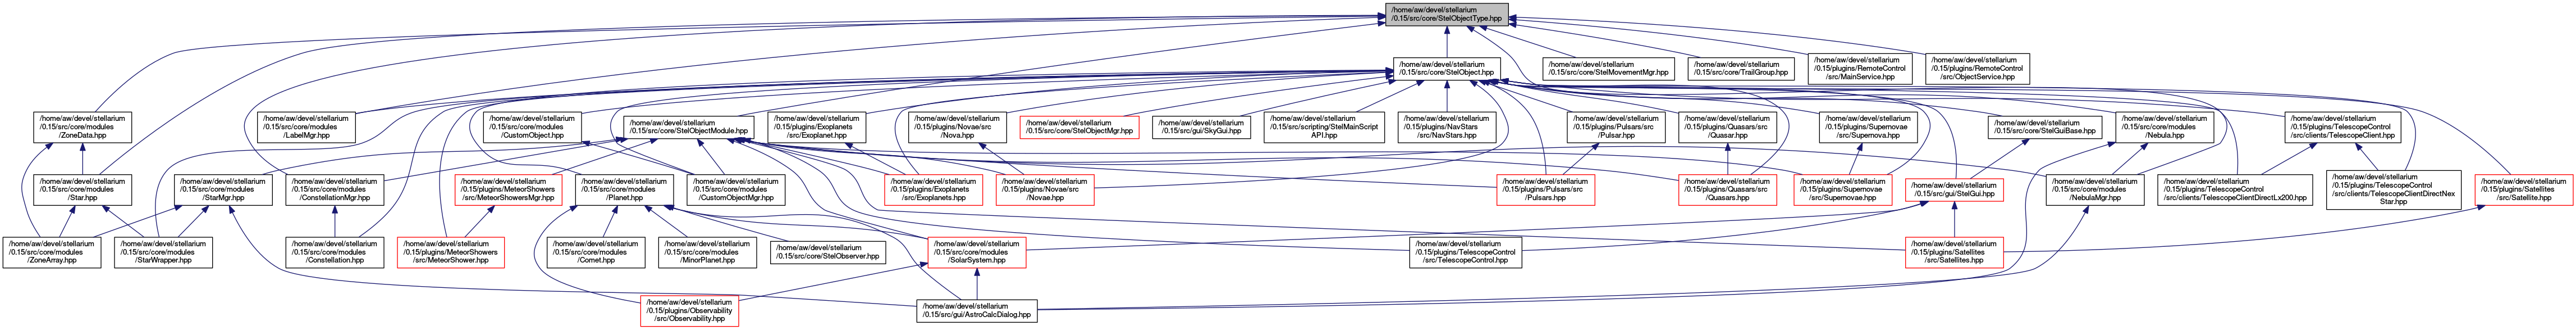 /home/aw/devel/stellarium
/0.15/src/core/StelObjectType.hpp
/home/aw/devel/stellarium
/0.15/src/core/StelObject.hpp
/home/aw/devel/stellarium
/0.15/src/core/StelMovementMgr.hpp
/home/aw/devel/stellarium
/0.15/src/core/TrailGroup.hpp
/home/aw/devel/stellarium
/0.15/plugins/RemoteControl
/src/MainService.hpp
/home/aw/devel/stellarium
/0.15/plugins/RemoteControl
/src/ObjectService.hpp
/home/aw/devel/stellarium
/0.15/src/core/modules
/ZoneData.hpp
/home/aw/devel/stellarium
/0.15/src/core/modules
/LabelMgr.hpp
/home/aw/devel/stellarium
/0.15/src/core/modules
/CustomObject.hpp
/home/aw/devel/stellarium
/0.15/src/core/StelObjectModule.hpp
/home/aw/devel/stellarium
/0.15/plugins/Exoplanets
/src/Exoplanet.hpp
/home/aw/devel/stellarium
/0.15/plugins/Novae/src
/Nova.hpp
/home/aw/devel/stellarium
/0.15/src/core/StelObjectMgr.hpp
/home/aw/devel/stellarium
/0.15/src/gui/SkyGui.hpp
/home/aw/devel/stellarium
/0.15/src/scripting/StelMainScript
API.hpp
/home/aw/devel/stellarium
/0.15/plugins/NavStars
/src/NavStars.hpp
/home/aw/devel/stellarium
/0.15/plugins/Pulsars/src
/Pulsar.hpp
/home/aw/devel/stellarium
/0.15/plugins/Quasars/src
/Quasar.hpp
/home/aw/devel/stellarium
/0.15/plugins/Supernovae
/src/Supernova.hpp
/home/aw/devel/stellarium
/0.15/src/core/StelGuiBase.hpp
/home/aw/devel/stellarium
/0.15/src/core/modules
/Nebula.hpp
/home/aw/devel/stellarium
/0.15/plugins/TelescopeControl
/src/clients/TelescopeClient.hpp
/home/aw/devel/stellarium
/0.15/src/core/modules
/Star.hpp
/home/aw/devel/stellarium
/0.15/src/core/modules
/StarMgr.hpp
/home/aw/devel/stellarium
/0.15/src/core/modules
/ConstellationMgr.hpp
/home/aw/devel/stellarium
/0.15/plugins/MeteorShowers
/src/MeteorShowersMgr.hpp
/home/aw/devel/stellarium
/0.15/src/core/modules
/Planet.hpp
/home/aw/devel/stellarium
/0.15/src/core/modules
/CustomObjectMgr.hpp
/home/aw/devel/stellarium
/0.15/plugins/Exoplanets
/src/Exoplanets.hpp
/home/aw/devel/stellarium
/0.15/plugins/Novae/src
/Novae.hpp
/home/aw/devel/stellarium
/0.15/plugins/Pulsars/src
/Pulsars.hpp
/home/aw/devel/stellarium
/0.15/plugins/Quasars/src
/Quasars.hpp
/home/aw/devel/stellarium
/0.15/plugins/Supernovae
/src/Supernovae.hpp
/home/aw/devel/stellarium
/0.15/src/gui/StelGui.hpp
/home/aw/devel/stellarium
/0.15/src/core/modules
/NebulaMgr.hpp
/home/aw/devel/stellarium
/0.15/plugins/TelescopeControl
/src/clients/TelescopeClientDirectLx200.hpp
/home/aw/devel/stellarium
/0.15/plugins/TelescopeControl
/src/clients/TelescopeClientDirectNex
Star.hpp
/home/aw/devel/stellarium
/0.15/plugins/Satellites
/src/Satellite.hpp
/home/aw/devel/stellarium
/0.15/src/core/modules
/ZoneArray.hpp
/home/aw/devel/stellarium
/0.15/src/core/modules
/StarWrapper.hpp
/home/aw/devel/stellarium
/0.15/src/core/modules
/Constellation.hpp
/home/aw/devel/stellarium
/0.15/plugins/MeteorShowers
/src/MeteorShower.hpp
/home/aw/devel/stellarium
/0.15/src/core/modules
/Comet.hpp
/home/aw/devel/stellarium
/0.15/src/core/modules
/MinorPlanet.hpp
/home/aw/devel/stellarium
/0.15/src/core/StelObserver.hpp
/home/aw/devel/stellarium
/0.15/src/core/modules
/SolarSystem.hpp
/home/aw/devel/stellarium
/0.15/plugins/TelescopeControl
/src/TelescopeControl.hpp
/home/aw/devel/stellarium
/0.15/plugins/Satellites
/src/Satellites.hpp
/home/aw/devel/stellarium
/0.15/plugins/Observability
/src/Observability.hpp
/home/aw/devel/stellarium
/0.15/src/gui/AstroCalcDialog.hpp